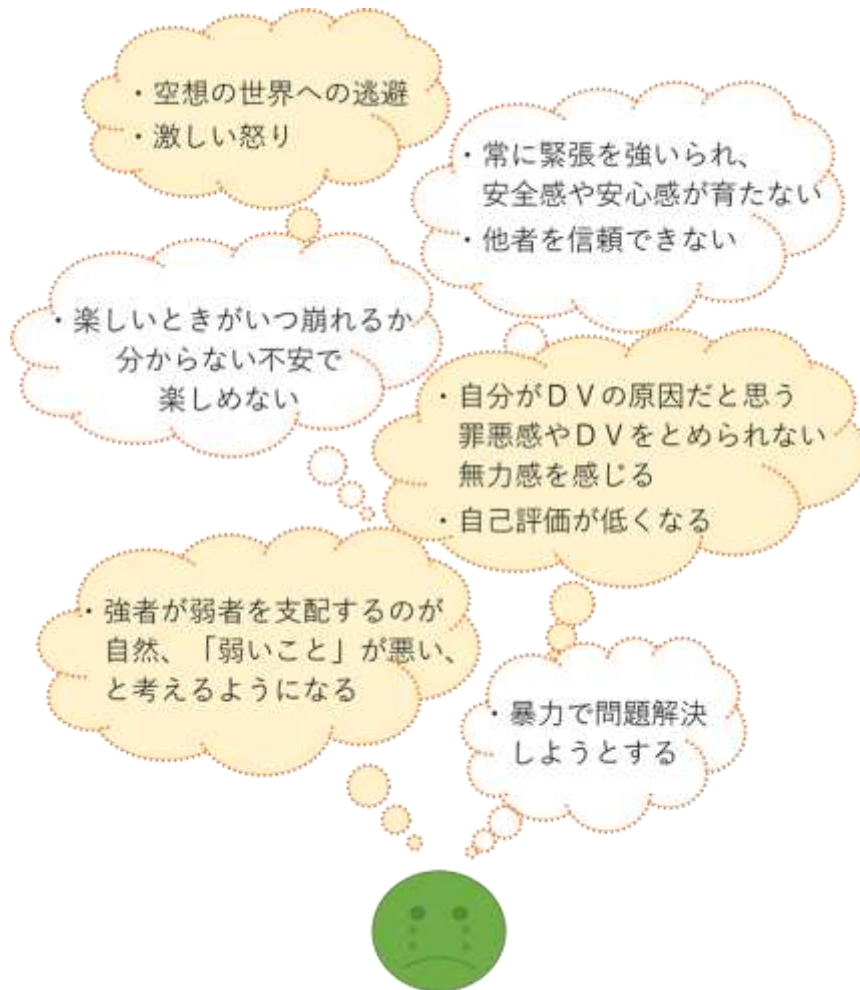 ・空想の世界への逃避
・激しい怒り
・常に緊張を強いられ、
安全感や安心感が育たない
・他者を信頼できない
・楽しいときがいつ崩れるか
分からない不安で
楽しめない
・自分がＤＶの原因だと思う
罪悪感やＤＶをとめられない
無力感を感じる
・自己評価が低くなる
・強者が弱者を支配するのが
自然、「弱いこと」が悪い、
と考えるようになる
・暴力で問題解決
しようとする